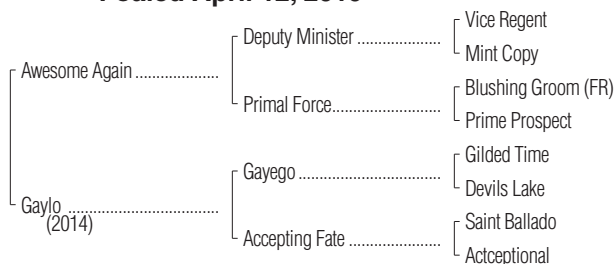 Foaled April 12,
Vice Regent
Deputy Minister ........................
Mint Copy
Awesome Again ........................
Blushing Groom (FR)
Primal Force..............................
Prime Prospect
Gilded Time
Gayego ........................................
Devils Lake
Gaylo ..........................................
(2014)
Saint Ballado
Accepting Fate ..........................
Actceptional